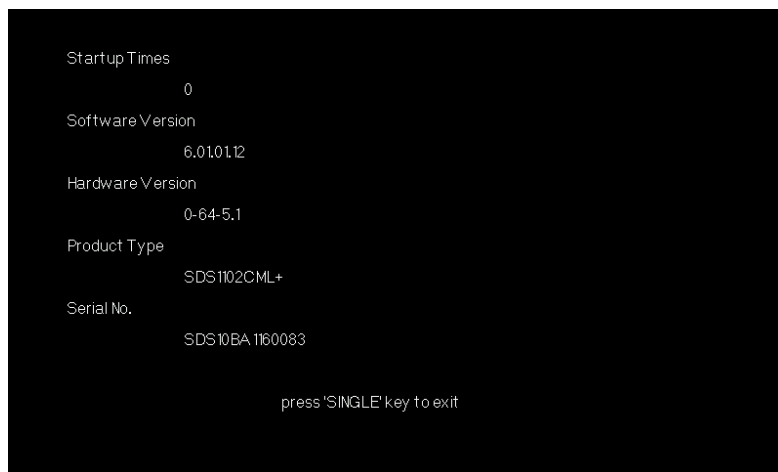 Startup Times
0
Software Version
6.01.01.12
Hardware Version
0-64-5.1
Product Type
SDS1102CML+
Serial No.
SDS10BA1160083
press 'SINGLE' key to exit